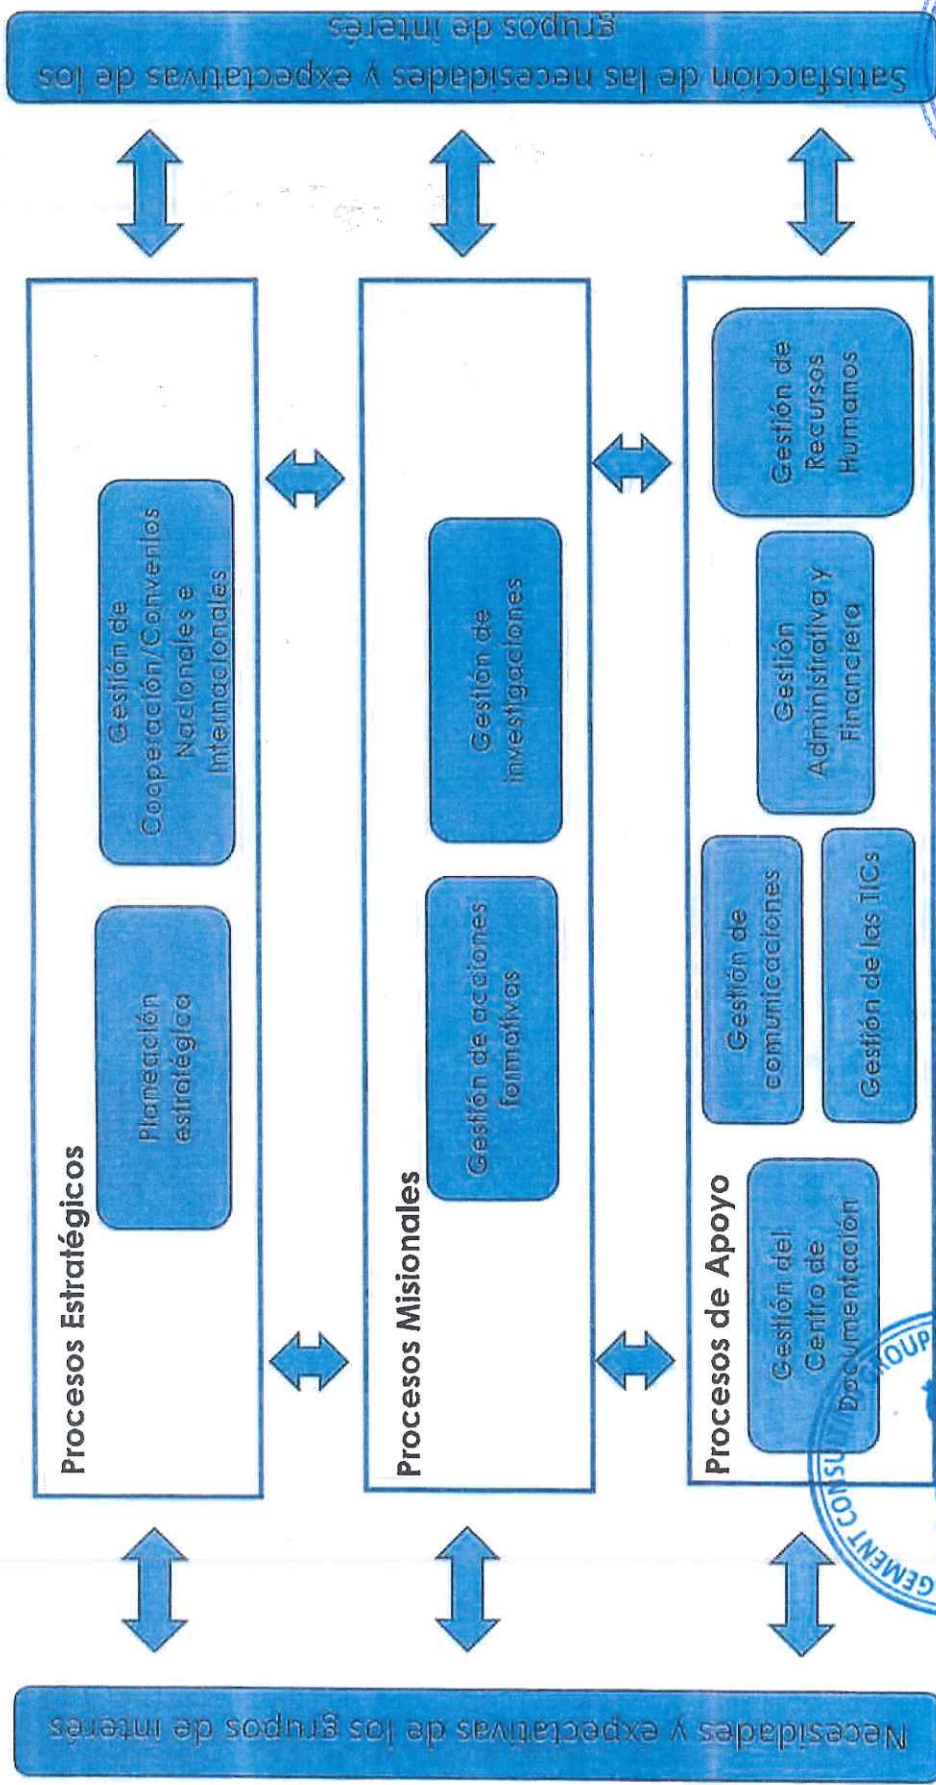 Necesidades y expectativas de los grupos de interés
Procesos Estratégicos
Planeación
estratégica
Gestión de
Cooperación/Convenios
Nacionales e
Internacionales
Procesos Misionales
Gestión de acciones
formativas
Gestión de
investigaciones
Procesos de Apoyo
Gestión del
Centro de
Documentación
Gestión de
comunicaciones
Gestión de las TICs
Gestión
Administrativa y
Financiera
Gestión de
Recursos
Humanos
Satisfacción de las necesidades y expectativas de los
grupos de interés